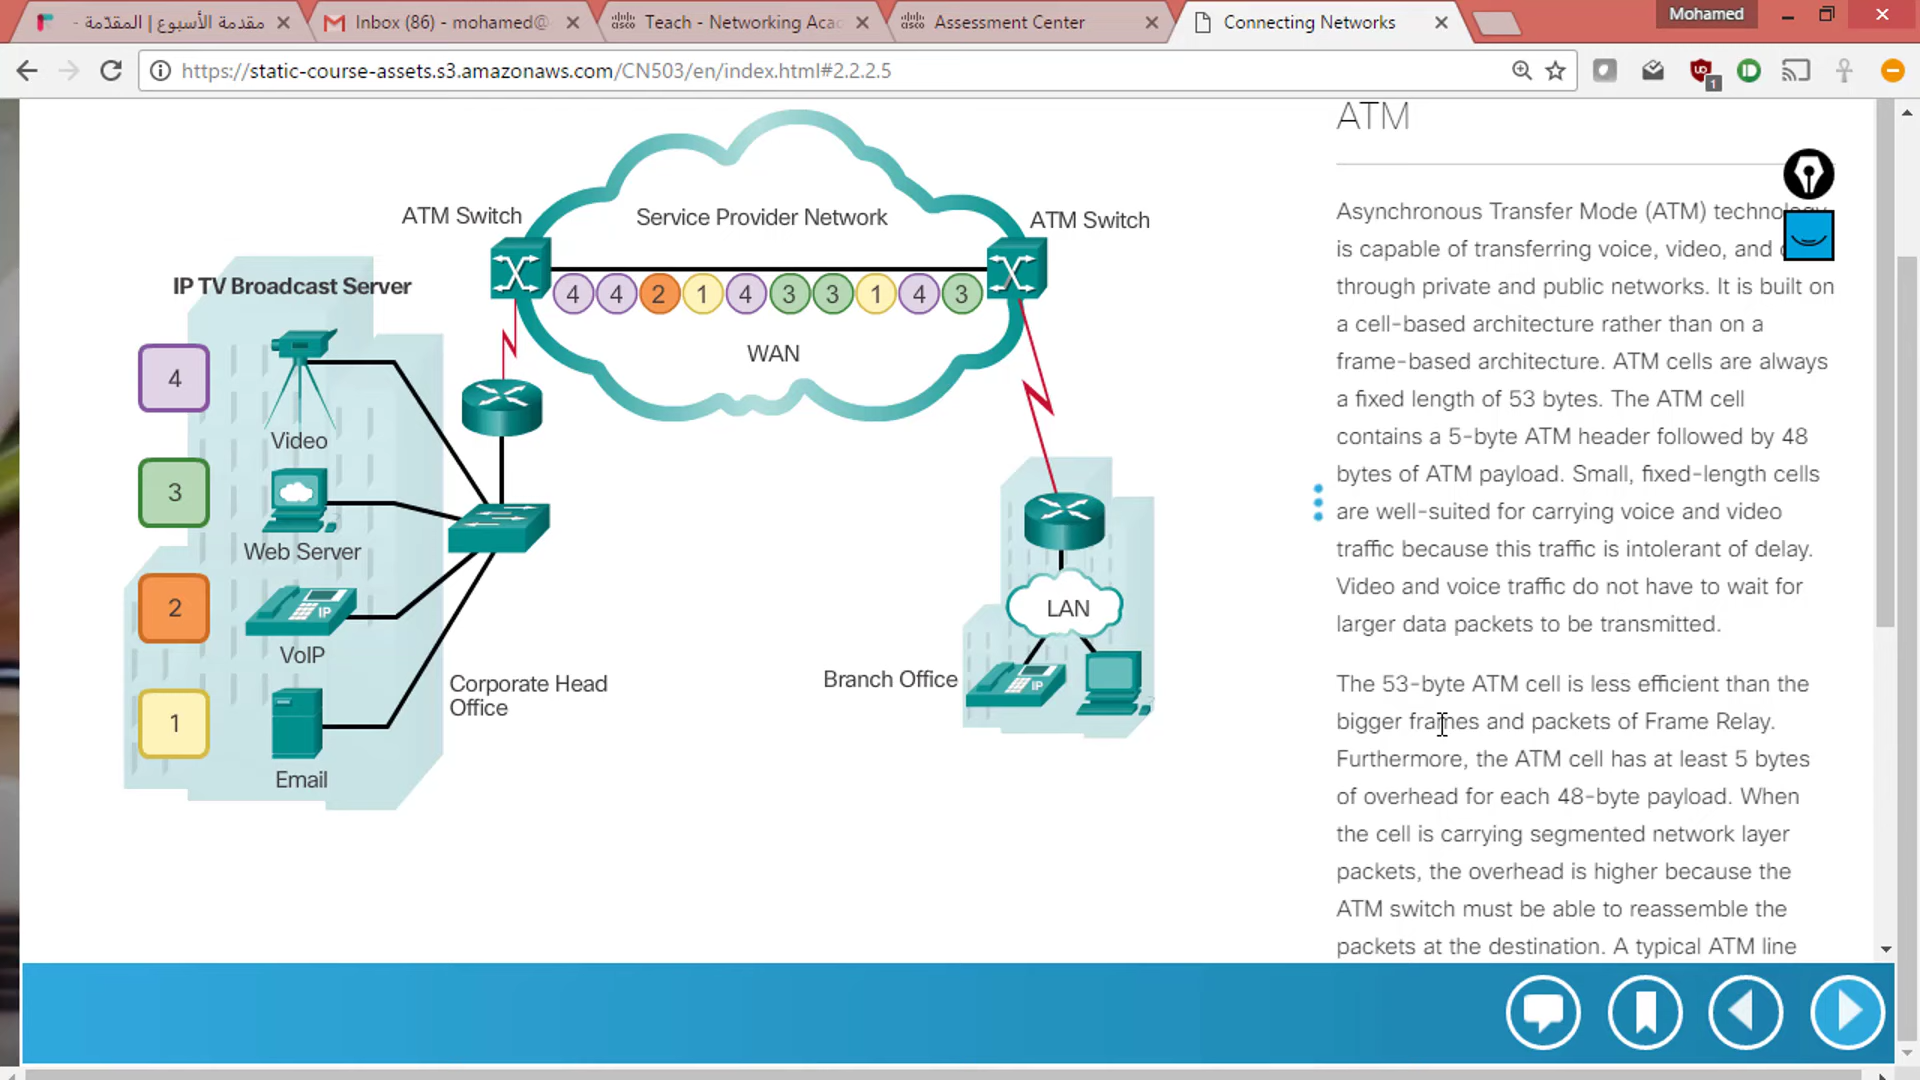 مقدمة الأسبوع | المقدّمة -
Inbox (86) - mohamed@
Teach - Networking Aca
Assessment Center
Connecting Networks
Mohamed
https://static-course-assets.s3.amazonaws.com/CN503/en/index.html#2.2.2.5
UD
1
ATM
ATM Switch
Service Provider Network
ATM Switch
4 4 2 1 4 3 3 1 4 3
WAN
IP TV Broadcast Server
4
Video
3
Web Server
2
IP
VoIP
1
Email
Corporate Head
Office
LAN
Branch Office
IP
Asynchronous Transfer Mode (ATM) technology
is capable of transferring voice, video, and
through private and public networks. It is built on
a cell-based architecture rather than on a
frame-based architecture. ATM cells are always
a fixed length of 53 bytes. The ATM cell
contains a 5-byte ATM header followed by 48
bytes of ATM payload. Small, fixed-length cells
are well-suited for carrying voice and video
traffic because this traffic is intolerant of delay.
Video and voice traffic do not have to wait for
larger data packets to be transmitted.
The 53-byte ATM cell is less efficient than the
bigger frames and packets of Frame Relay.
Furthermore, the ATM cell has at least 5 bytes
of overhead for each 48-byte payload. When
the cell is carrying segmented network layer
packets, the overhead is higher because the
ATM switch must be able to reassemble the
packets at the destination. A typical ATM line